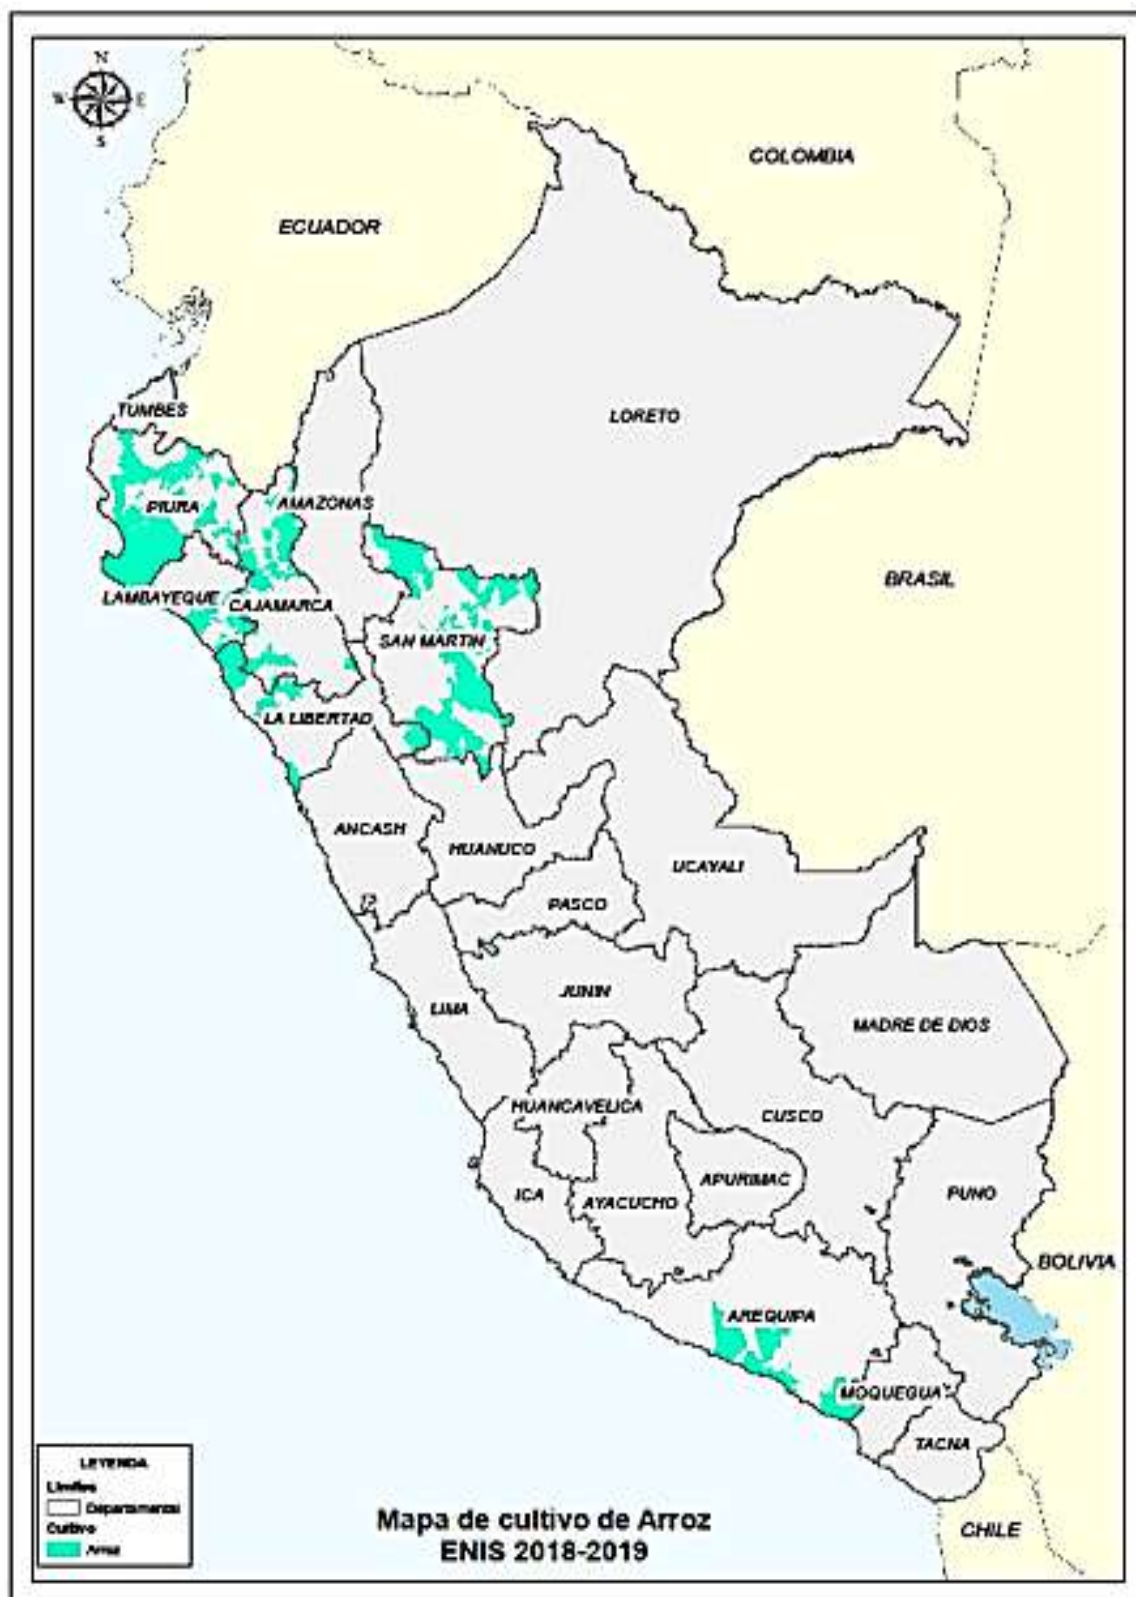 N
W
E
S
COLOMBIA
ECUADOR
TUMBES
LORETO
PIURA
AMAZONAS
BRASIL
LAMBAYEQUE
CAJAMARCA
SAN MARTIN
LA LIBERTAD
ANCASH
HUANUCO
UCAYALI
PASCO
JUNIN
LIMA
MADRE DE DIOS
HUANCAVELICA
CUSCO
APURIMAC
PUNO
ICA
AYACUCHO
BOLIVIA
AREQUIPA
MOQUEGUA
TACNA
LEYENDA
Limites
Departamental
Cultivo
Arroz
Mapa de cultivo de Arroz
ENIS 2018-2019
CHILE